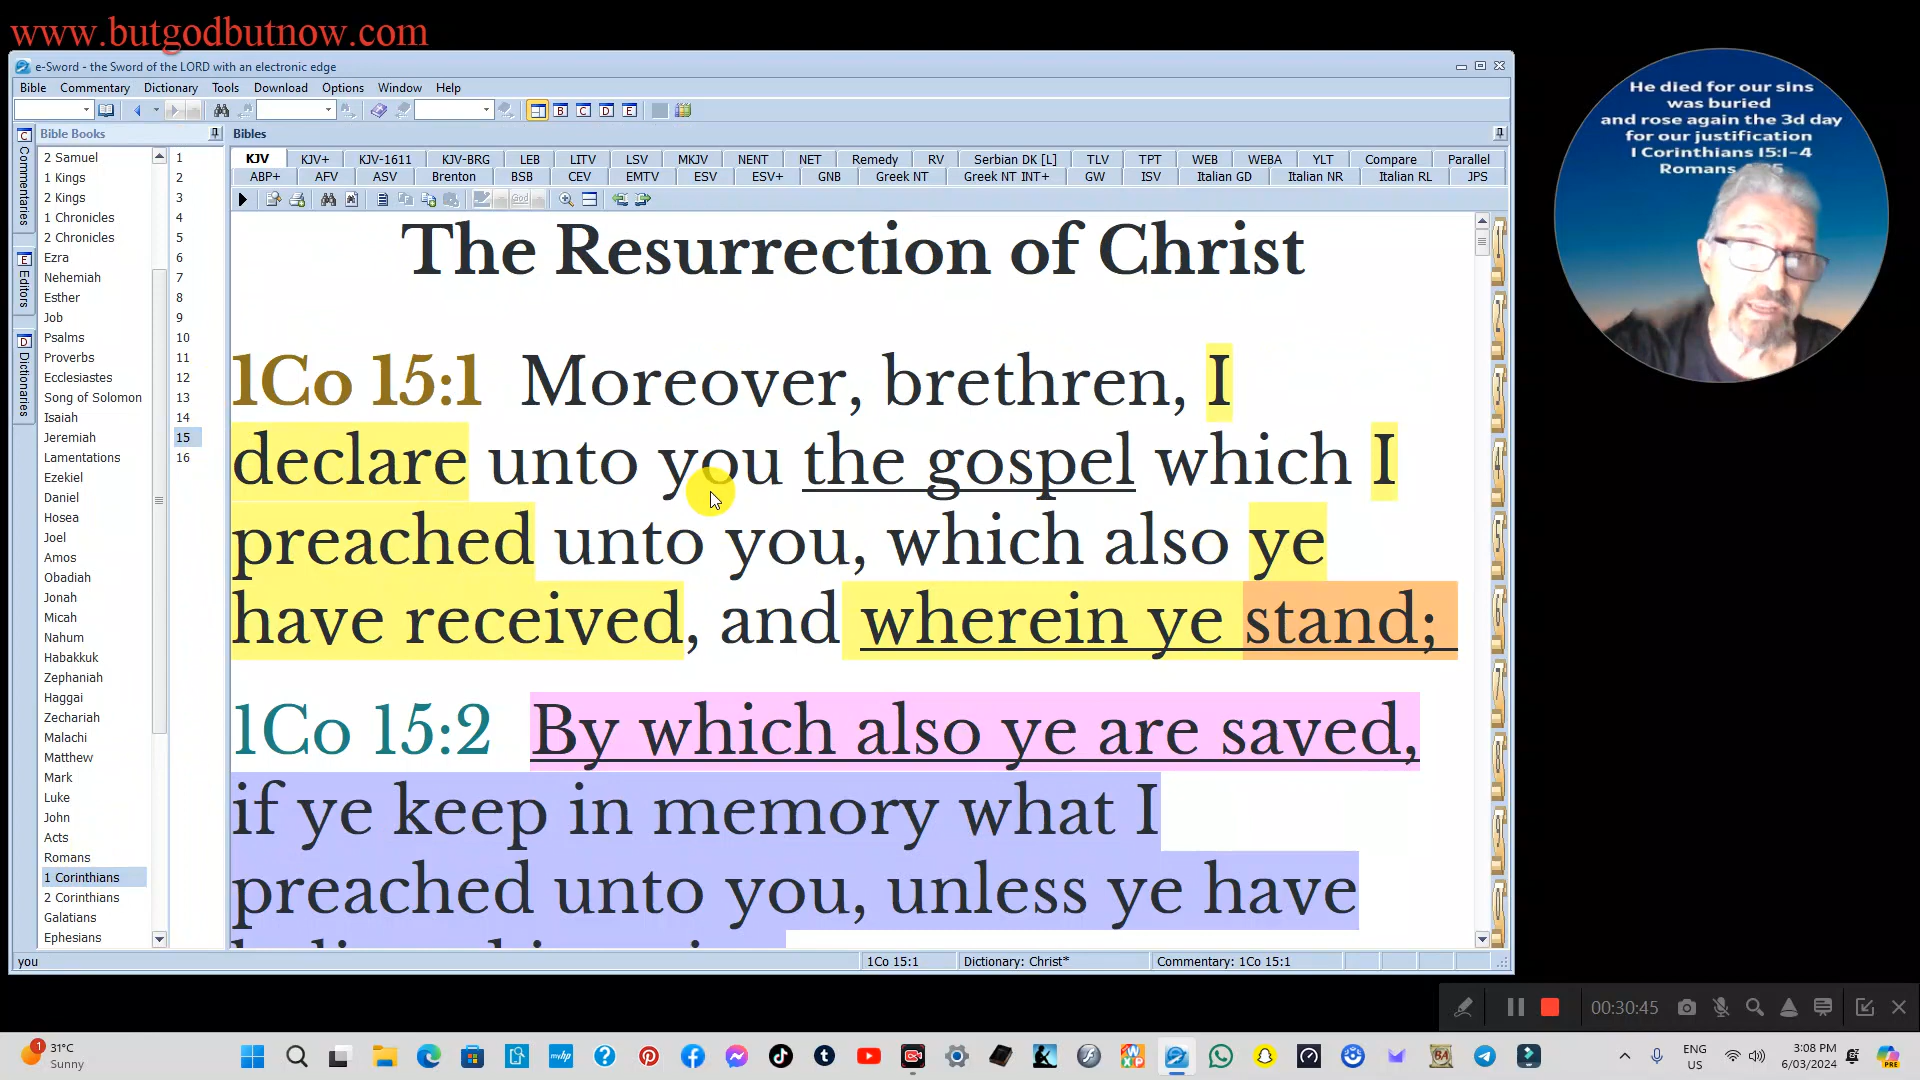 www.butgodbutnow.com
e-Sword - the Sword of the LORD with an electronic edge
Bible Commentary Dictionary Tools Download Options Window Help
Bible Books
Bibles
KJV KJV+ KJV-1611 KJV-BRG LEB LITV LSV MKJV NENT NET Remedy RV Serbian DK [L] TLV TPT WEB WEBA YLT Compare Parallel
ABP+ AFV ASV Brenton BSB CEV EMTV ESV ESV+ GNB Greek NT Greek NT INT+ GW ISV Italian GD Italian NR Italian RL JPS
Commentaries
Editors
Dictionaries
2 Samuel 1
1 Kings 2
2 Kings 3
1 Chronicles 4
2 Chronicles 5
Ezra 6
Nehemiah 7
Esther 8
Job 9
Psalms 10
Proverbs 11
Ecclesiastes 12
Song of Solomon 13
Isaiah 14
Jeremiah 15
Lamentations 16
Ezekiel
Daniel
Hosea
Joel
Amos
Obadiah
Jonah
Micah
Nahum
Habakkuk
Zephaniah
Haggai
Zechariah
Malachi
Matthew
Mark
Luke
John
Acts
Romans
1 Corinthians
2 Corinthians
Galatians
Ephesians
The Resurrection of Christ
1Co 15:1 Moreover, brethren, I
declare unto you the gospel which I
preached unto you, which also ye
have received, and wherein ye stand;
1Co 15:2 By which also ye are saved,
if ye keep in memory what I
preached unto you, unless ye have
you 1Co 15:1 Dictionary: Christ* Commentary: 1Co 15:1
He died for our sins
was buried
and rose again the 3d day
for our justification
I Corinthians 15:1-4
Romans
00:30:45
31°C
Sunny
ENG
US
3:08 PM
6/03/2024